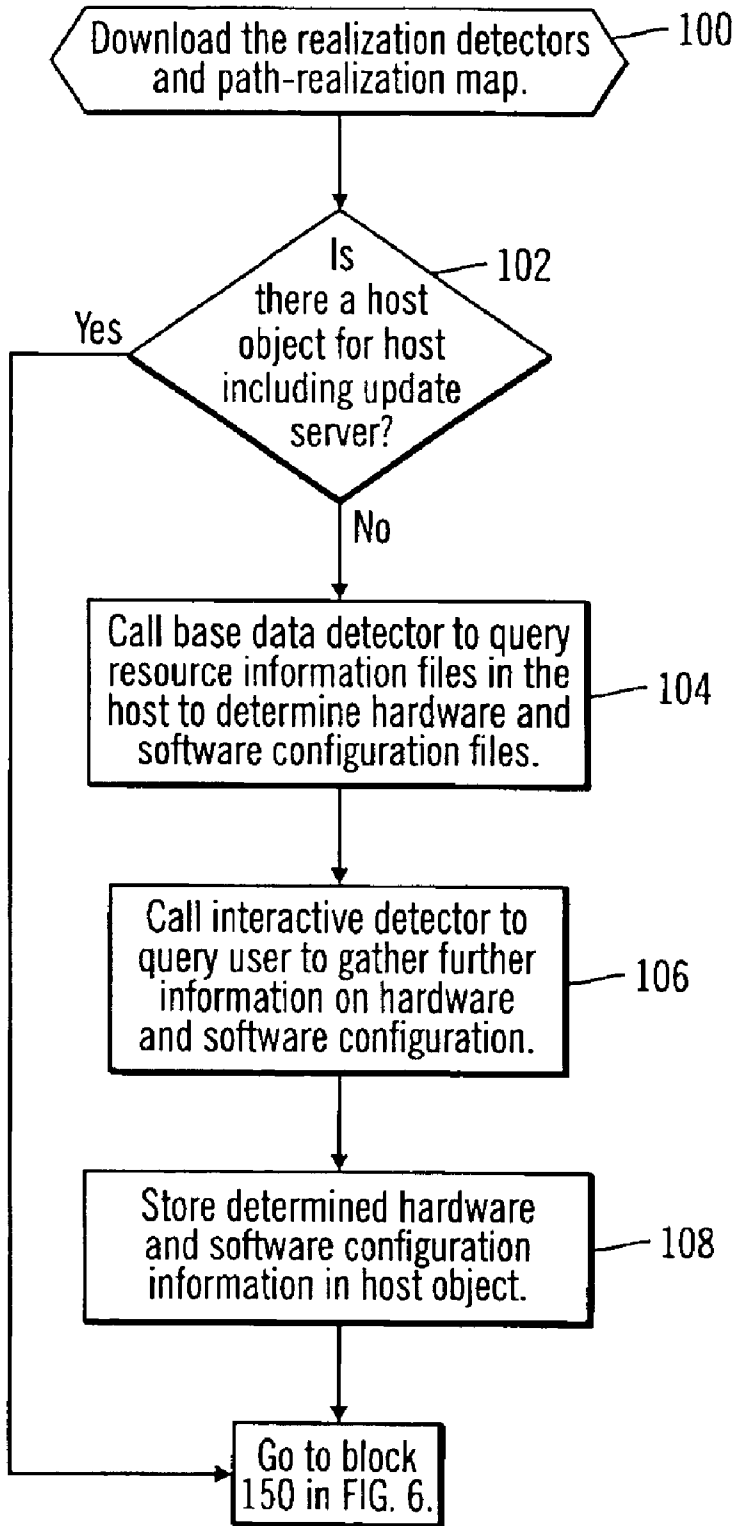 Download the realization detectors
and path-realization map.
100
Is
there a host
object for host
including update
server?
102
Yes
No
Call base data detector to query
resource information files in the
host to determine hardware and
software configuration files.
104
Call interactive detector to
query user to gather further
information on hardware
and software configuration.
106
Store determined hardware
and software configuration
information in host object.
108
Go to block
150 in FIG. 6.